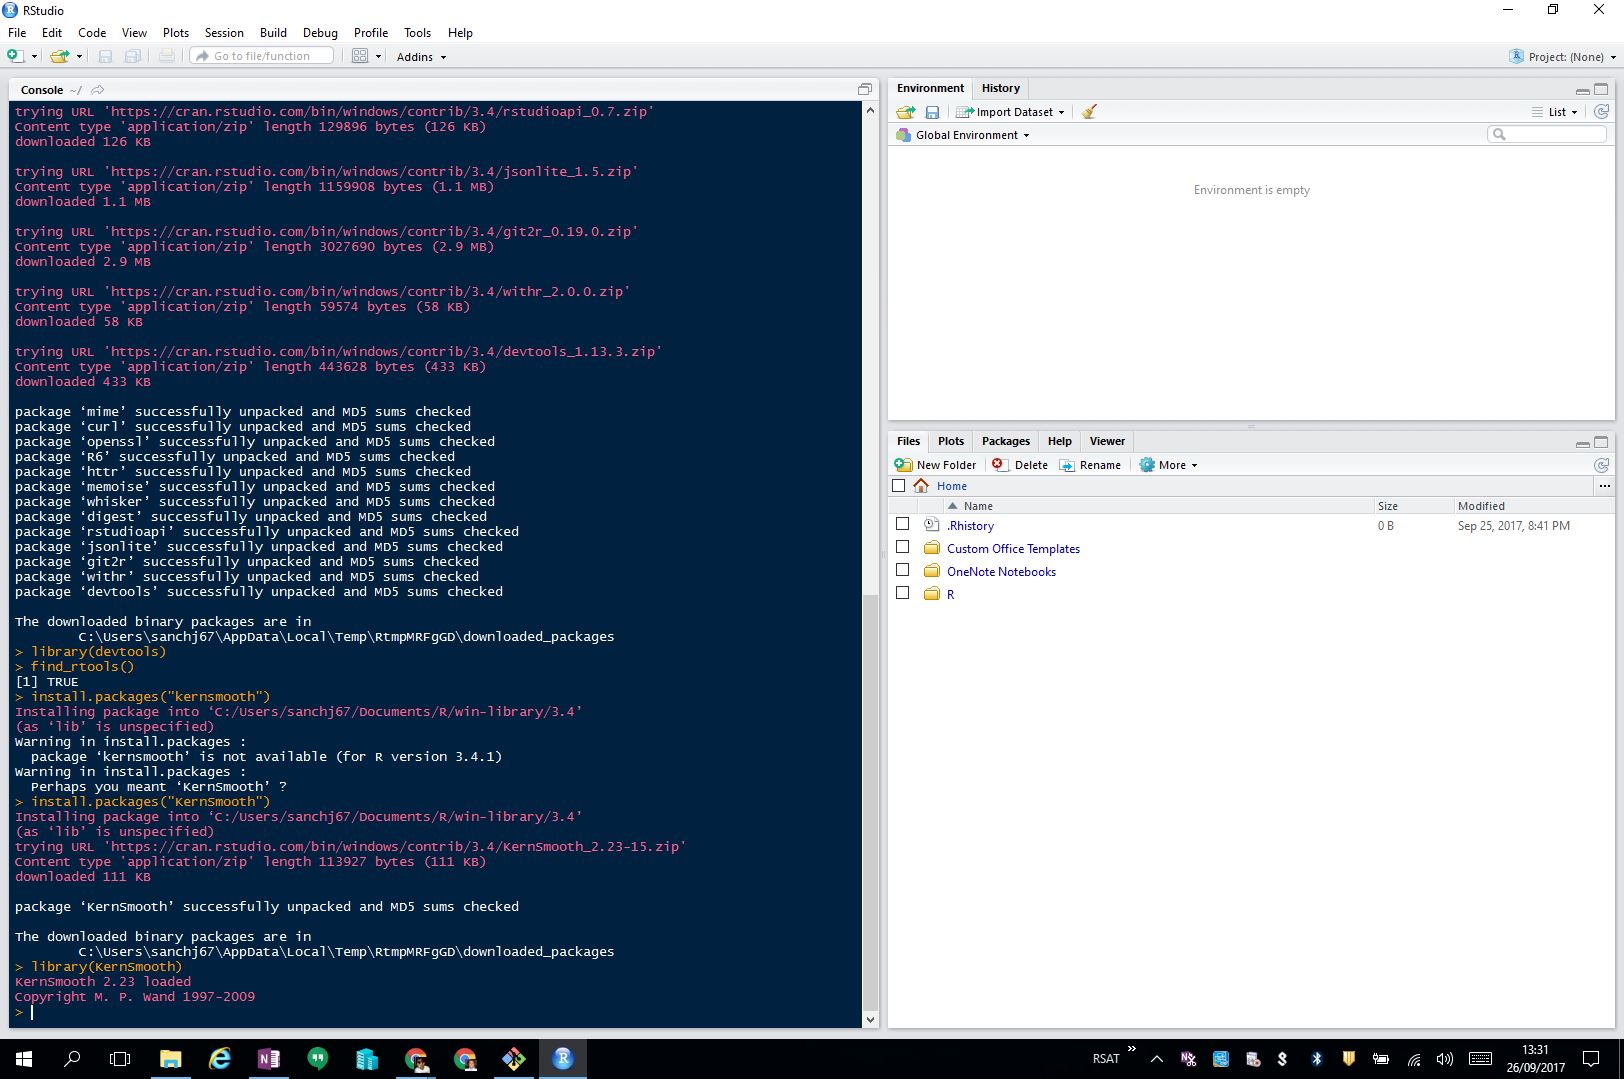 RStudio
File Edit Code View Plots Session Build Debug Profile Tools Help
Go to file/function
Addins
Project: (None)
Console ~/
trying URL 'https://cran.rstudio.com/bin/windows/contrib/3.4/rstudioapi_0.7.zip'
Content type 'application/zip' length 129896 bytes (126 KB)
downloaded 126 KB
trying URL 'https://cran.rstudio.com/bin/windows/contrib/3.4/jsonlite_1.5.zip'
Content type 'application/zip' length 1159908 bytes (1.1 MB)
downloaded 1.1 MB
trying URL 'https://cran.rstudio.com/bin/windows/contrib/3.4/git2r_0.19.0.zip'
Content type 'application/zip' length 3027690 bytes (2.9 MB)
downloaded 2.9 MB
trying URL 'https://cran.rstudio.com/bin/windows/contrib/3.4/withr_2.0.0.zip'
Content type 'application/zip' length 59574 bytes (58 KB)
downloaded 58 KB
trying URL 'https://cran.rstudio.com/bin/windows/contrib/3.4/devtools_1.13.3.zip'
Content type 'application/zip' length 443628 bytes (433 KB)
downloaded 433 KB
package ‘mime’ successfully unpacked and MD5 sums checked
package ‘curl’ successfully unpacked and MD5 sums checked
package ‘openssl’ successfully unpacked and MD5 sums checked
package ‘R6’ successfully unpacked and MD5 sums checked
package ‘httr’ successfully unpacked and MD5 sums checked
package ‘memoise’ successfully unpacked and MD5 sums checked
package ‘whisker’ successfully unpacked and MD5 sums checked
package ‘digest’ successfully unpacked and MD5 sums checked
package ‘rstudioapi’ successfully unpacked and MD5 sums checked
package ‘jsonlite’ successfully unpacked and MD5 sums checked
package ‘git2r’ successfully unpacked and MD5 sums checked
package ‘withr’ successfully unpacked and MD5 sums checked
package ‘devtools’ successfully unpacked and MD5 sums checked
The downloaded binary packages are in
C:\Users\sanchj67\AppData\Local\Temp\RtmpMRFgGD\downloaded_packages
> library(devtools)
> find_rtools()
[1] TRUE
> install.packages("kernsmooth")
Installing package into ‘C:/Users/sanchj67/Documents/R/win-library/3.4’
(as ‘lib’ is unspecified)
Warning in install.packages :
package ‘kernsmooth’ is not available (for R version 3.4.1)
Warning in install.packages :
Perhaps you meant ‘KernSmooth’ ?
> install.packages("KernSmooth")
Installing package into ‘C:/Users/sanchj67/Documents/R/win-library/3.4’
(as ‘lib’ is unspecified)
trying URL 'https://cran.rstudio.com/bin/windows/contrib/3.4/KernSmooth_2.23-15.zip'
Content type 'application/zip' length 113927 bytes (111 KB)
downloaded 111 KB
package ‘KernSmooth’ successfully unpacked and MD5 sums checked
The downloaded binary packages are in
C:\Users\sanchj67\AppData\Local\Temp\RtmpMRFgGD\downloaded_packages
> library(KernSmooth)
KernSmooth 2.23 loaded
Copyright M. P. Wand 1997-2009
>
Environment History
Import Dataset
List
Global Environment
Environment is empty
Files Plots Packages Help Viewer
New Folder Delete Rename More
Home
...
Name Size Modified
.Rhistory 0 B Sep 25, 2017, 8:41 PM
Custom Office Templates
OneNote Notebooks
R
RSAT
13:31
26/09/2017